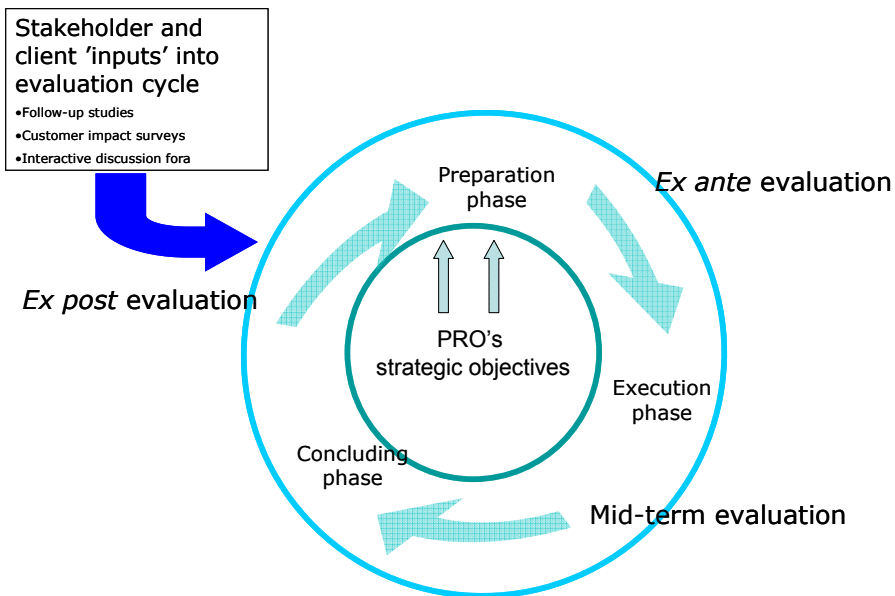 Stakeholder and
client ’inputs’ into
evaluation cycle
•Follow-up studies
•Customer impact surveys
•Interactive discussion fora
Preparation
phase
Ex ante evaluation
Ex post evaluation
PRO’s
strategic objectives
Execution
phase
Concluding
phase
Mid-term evaluation